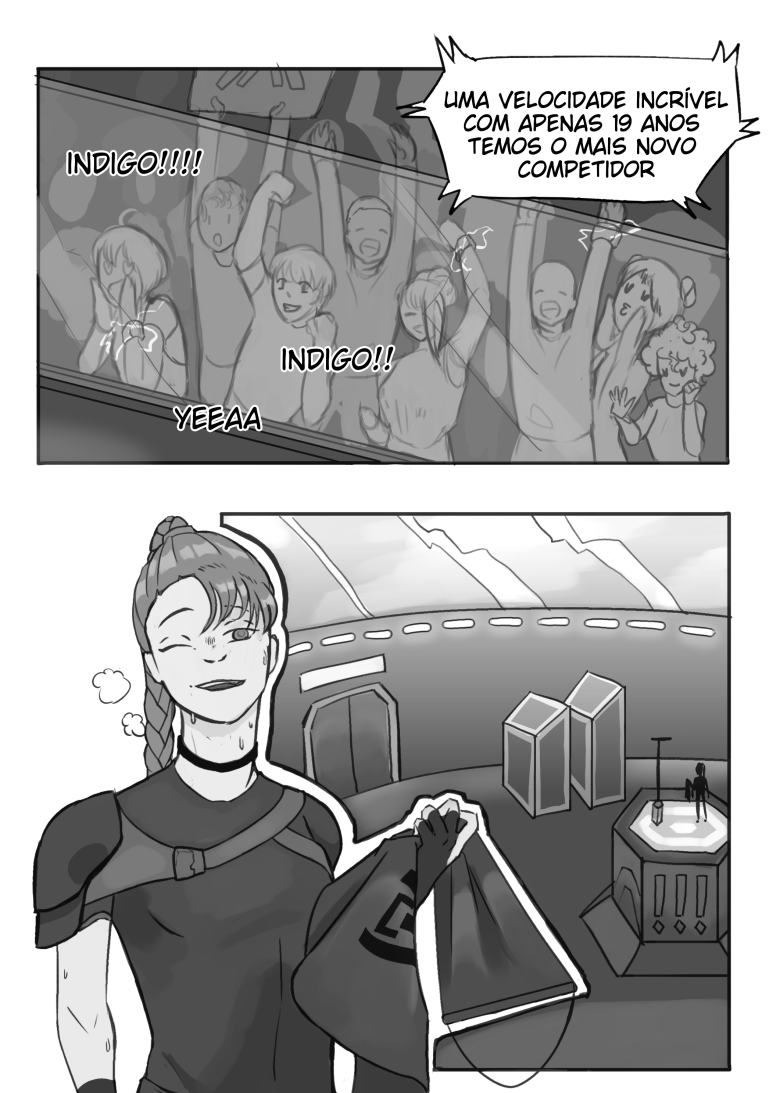 UMA VELOCIDADE INCRÍVEL
COM APENAS 19 ANOS
TEMOS O MAIS NOVO
COMPETIDOR
INDIGO!!!!
INDIGO!!
YEEAA